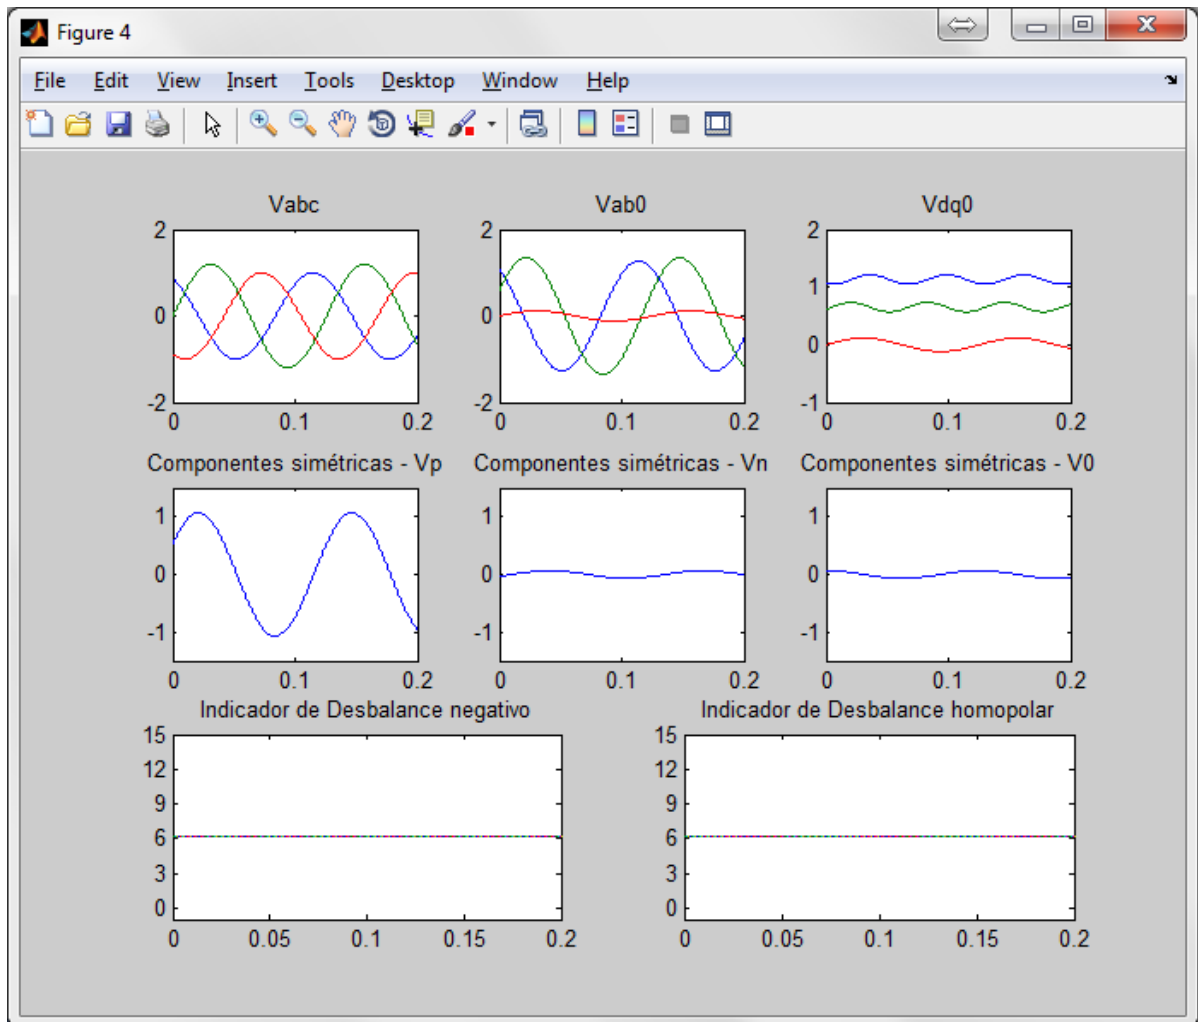 Figure 4
File Edit View Insert Tools Desktop Window Help
Vabc
2
0
-2
0 0.1 0.2
Vab0
2
0
-2
0 0.1 0.2
Vdq0
2
1
0
-1
0 0.1 0.2
Componentes simétricas - Vp
1
0
-1
0 0.1 0.2
Componentes simétricas - Vn
1
0
-1
0 0.1 0.2
Componentes simétricas - V0
1
0
-1
0 0.1 0.2
Indicador de Desbalance negativo
15
12
9
6
3
0
0 0.05 0.1 0.15 0.2
Indicador de Desbalance homopolar
15
12
9
6
3
0
0 0.05 0.1 0.15 0.2